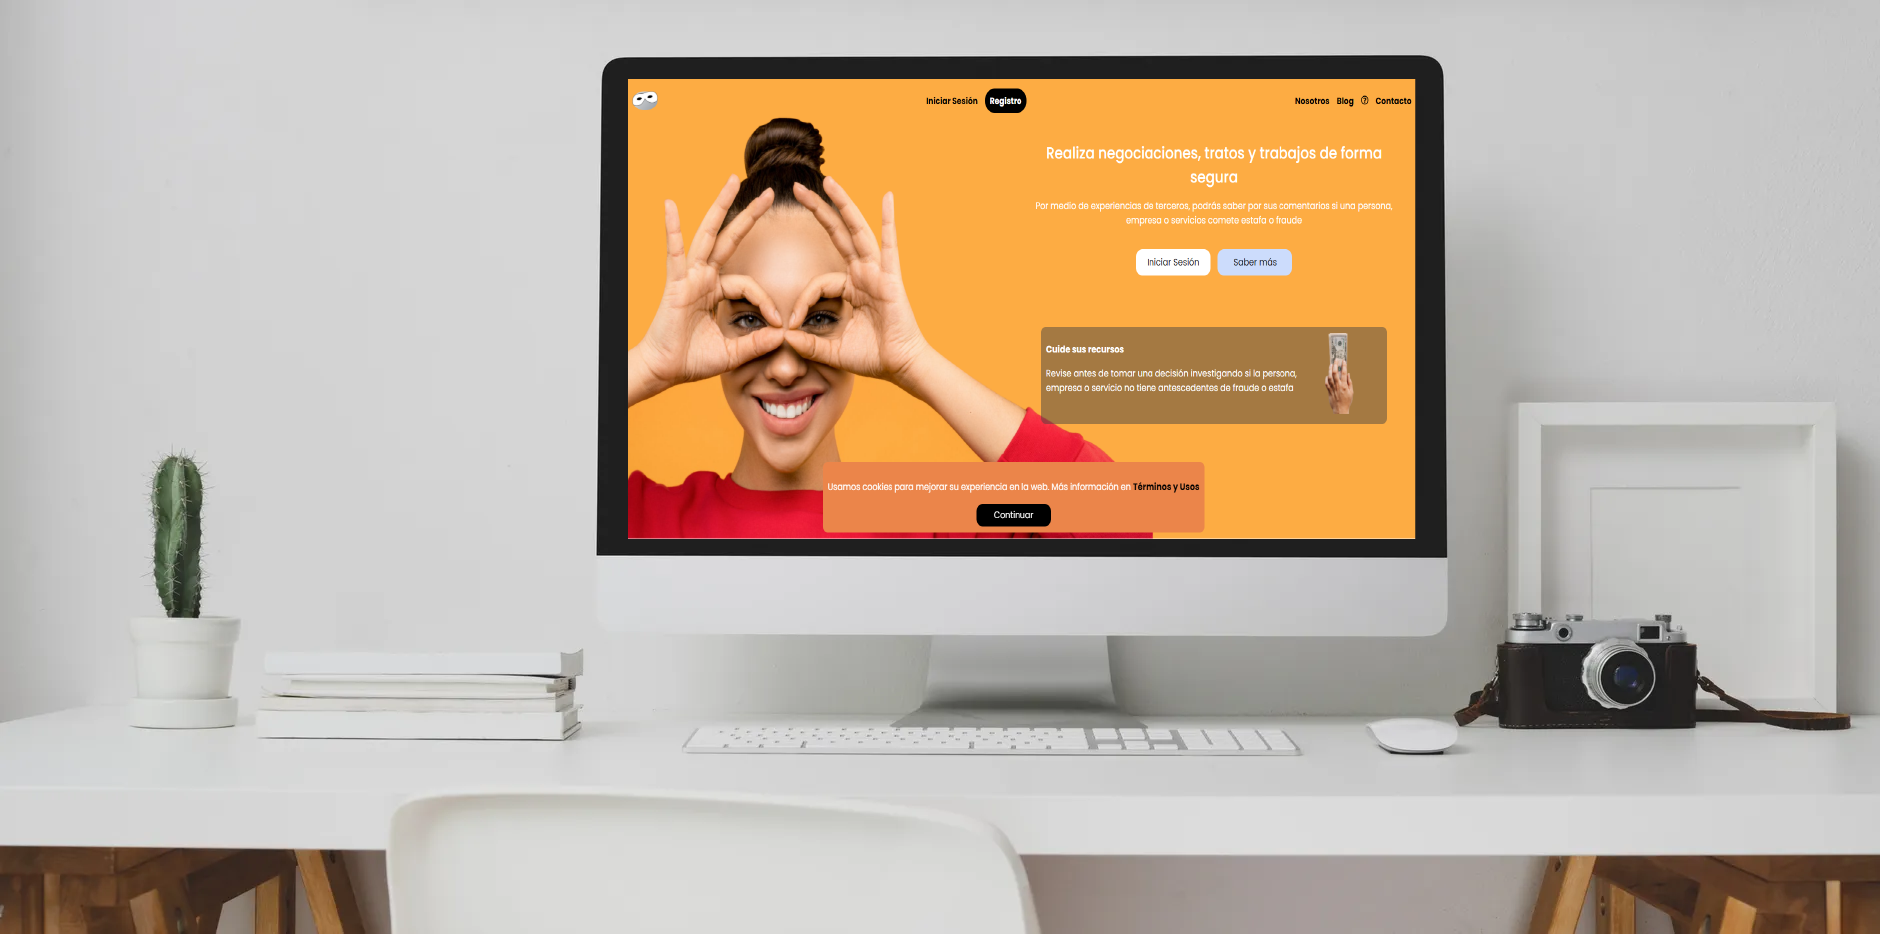 Iniciar Sesión Registro Nosotros Blog ? Contacto
Realiza negociaciones, tratos y trabajos de forma
segura
Por medio de experiencias de terceros, podrás saber por sus comentarios si una persona,
empresa o servicios comete estafa o fraude
Iniciar Sesión Saber más
Cuide sus recursos
Revise antes de tomar una decisión investigando si la persona,
empresa o servicio no tiene antescedentes de fraude o estafa
Usamos cookies para mejorar su experiencia en la web. Más información en Términos y Usos
Continuar